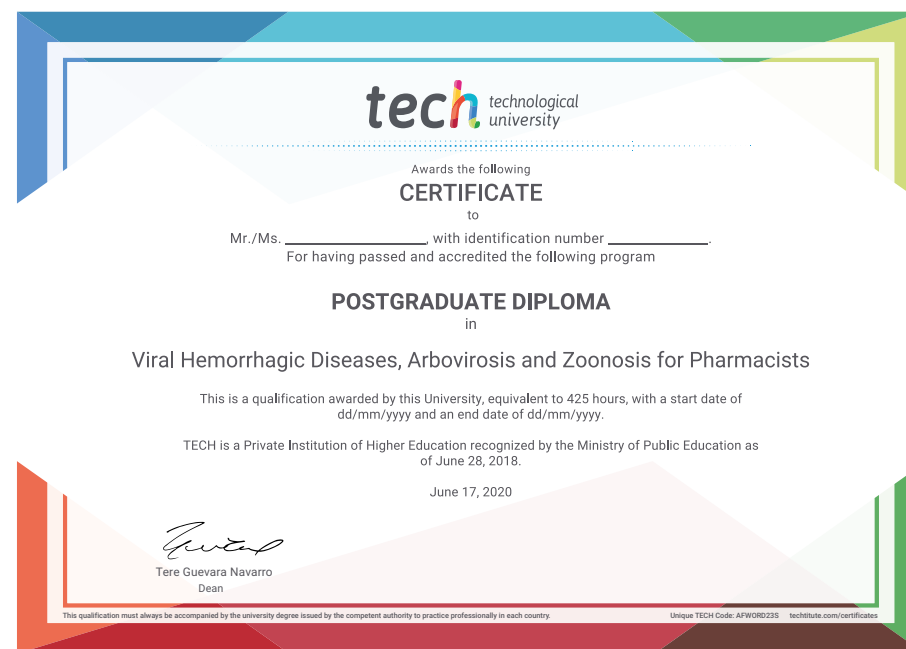 tech technological
university
Awards the following
CERTIFICATE
to
Mr./Ms. ____________________, with identification number ______________.
For having passed and accredited the following program
POSTGRADUATE DIPLOMA
in
Viral Hemorrhagic Diseases, Arbovirosis and Zoonosis for Pharmacists
This is a qualification awarded by this University, equivalent to 425 hours, with a start date of
dd/mm/yyyy and an end date of dd/mm/yyyy.
TECH is a Private Institution of Higher Education recognized by the Ministry of Public Education as
of June 28, 2018.
June 17, 2020
Tere Guevara Navarro
Dean
This qualification must always be accompanied by the university degree issued by the competent authority to practice professionally in each country. Unique TECH Code: AFWORD23S techtitute.com/certificates